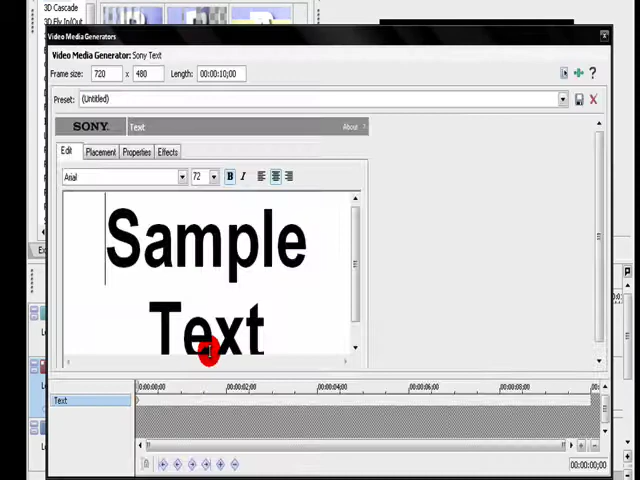 3D Cascade
3D Fly In/Out
Video Media Generators
Video Media Generator: Sony Text
Frame size: 720 x 480 Length: 00:00:10;00
Preset: (Untitled)
SONY Text About ?
Edit Placement Properties Effects
Arial 72 B I
Sample
Text
00:00:00;00 00:00:02;00 00:00:04;00 00:00:06;00 00:00:08;00 00:
Text
00:00:00;00